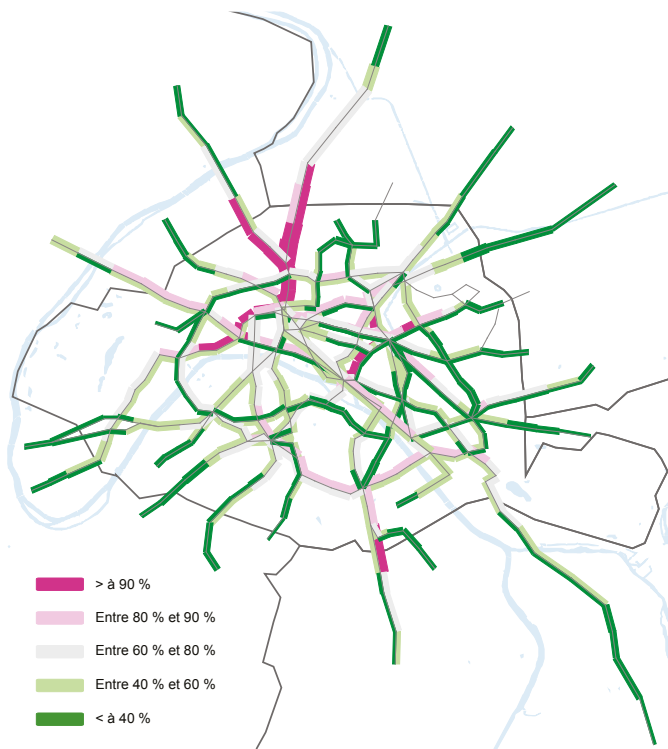 > à 90 %
Entre 80 % et 90 %
Entre 60 % et 80 %
Entre 40 % et 60 %
< à 40 %